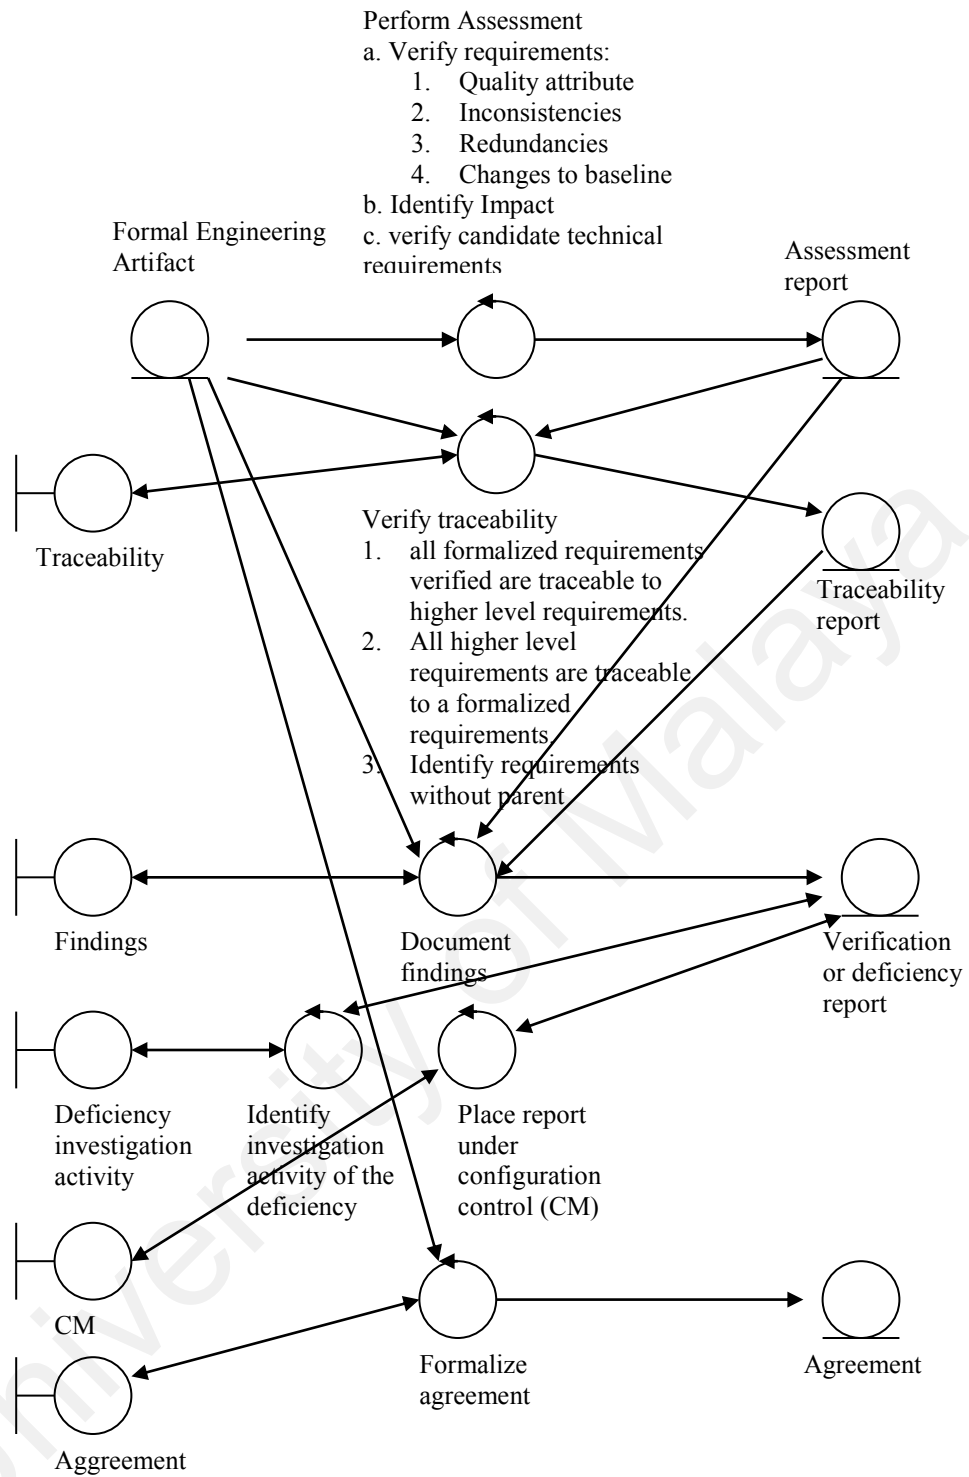 Perform Assessment
a. Verify requirements:
1. Quality attribute
2. Inconsistencies
3. Redundancies
4. Changes to baseline
b. Identify Impact
c. verify candidate technical
requirements
Formal Engineering
Artifact
Assessment
report
Traceability
Verify traceability
1. all formalized requirements
verified are traceable to
higher level requirements.
2. All higher level
requirements are traceable
to a formalized
requirements.
3. Identify requirements
without parent
Traceability
report
Findings
Document
findings
Verification
or deficiency
report
Deficiency
investigation
activity
Identify
investigation
activity of the
deficiency
Place report
under
configuration
control (CM)
CM
Formalize
agreement
Agreement
Aggreement
University of Malaya